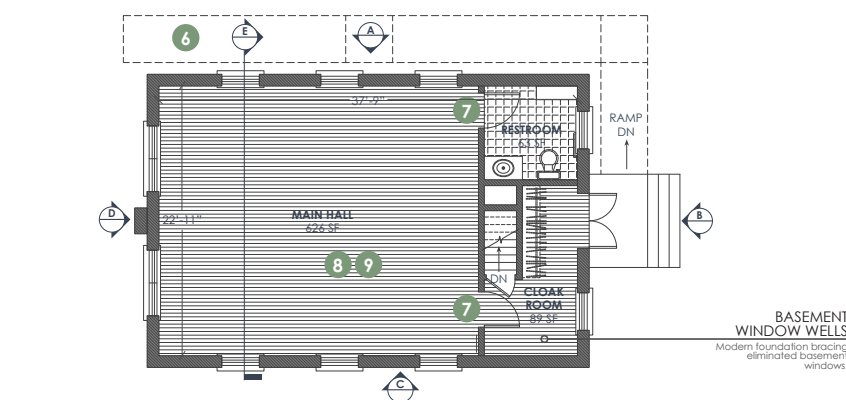 6
E
A
37'-9"
7
RESTROOM
63 SF
RAMP
DN
D
22'-11"
MAIN HALL
626 SF
B
8 9
DN
CLOAK
ROOM
89 SF
7
BASEMENT
WINDOW WELLS
Modern foundation bracing
eliminated basement
windows
C